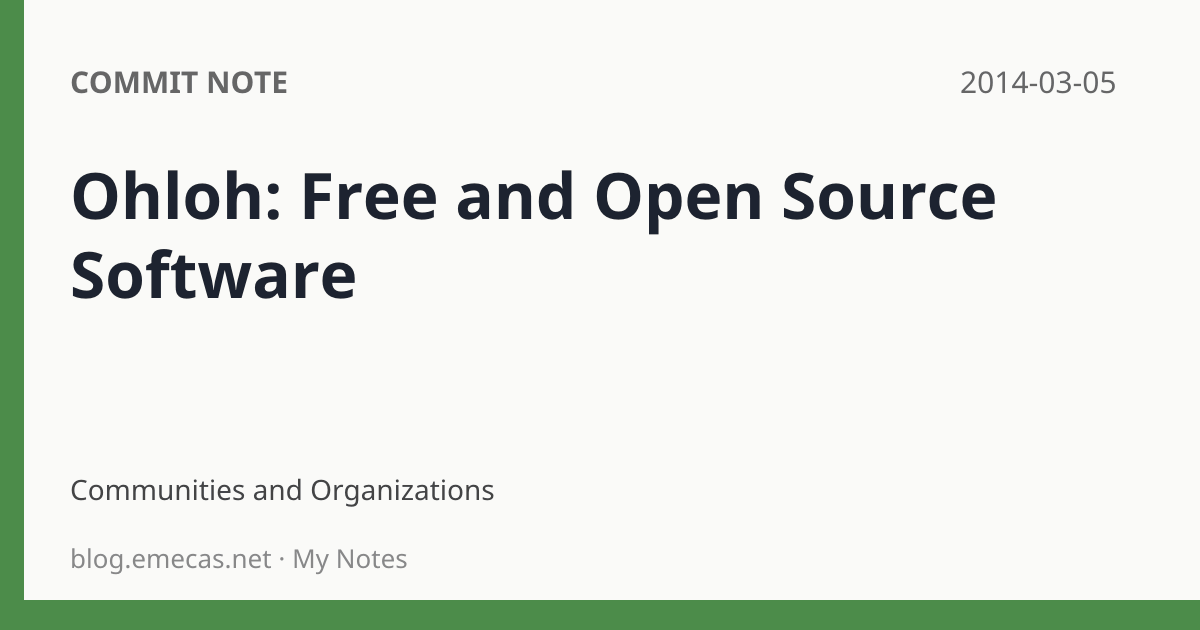 COMMIT NOTE
2014-03-05
Ohloh: Free and Open Source
Software
Communities and Organizations
blog.emecas.net · My Notes